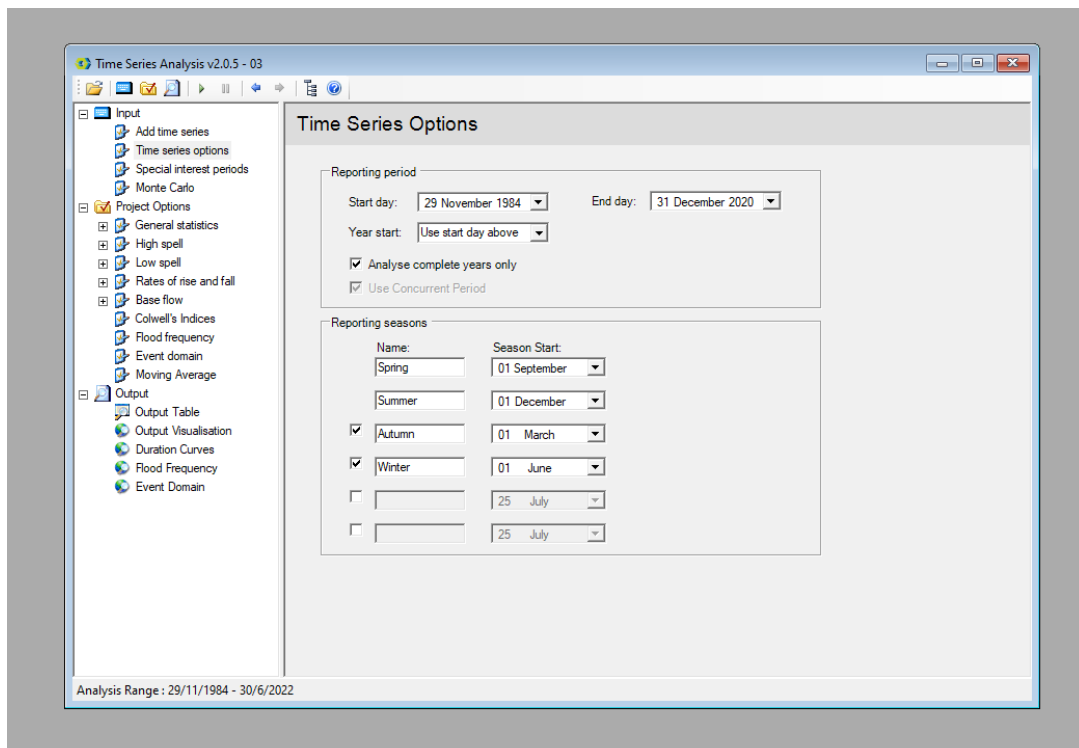 Time Series Analysis v2.0.5 - 03
Input
Add time series
Time series options
Special interest periods
Monte Carlo
Project Options
General statistics
High spell
Low spell
Rates of rise and fall
Base flow
Colwell's Indices
Flood frequency
Event domain
Moving Average
Output
Output Table
Output Visualisation
Duration Curves
Flood Frequency
Event Domain
Time Series Options
Reporting period
Start day: 29 November 1984 End day: 31 December 2020
Year start: Use start day above
Analyse complete years only
Use Concurrent Period
Reporting seasons
Name: Season Start:
Spring 01 September
Summer 01 December
Autumn 01 March
Winter 01 June
25 July
25 July
Analysis Range : 29/11/1984 - 30/6/2022